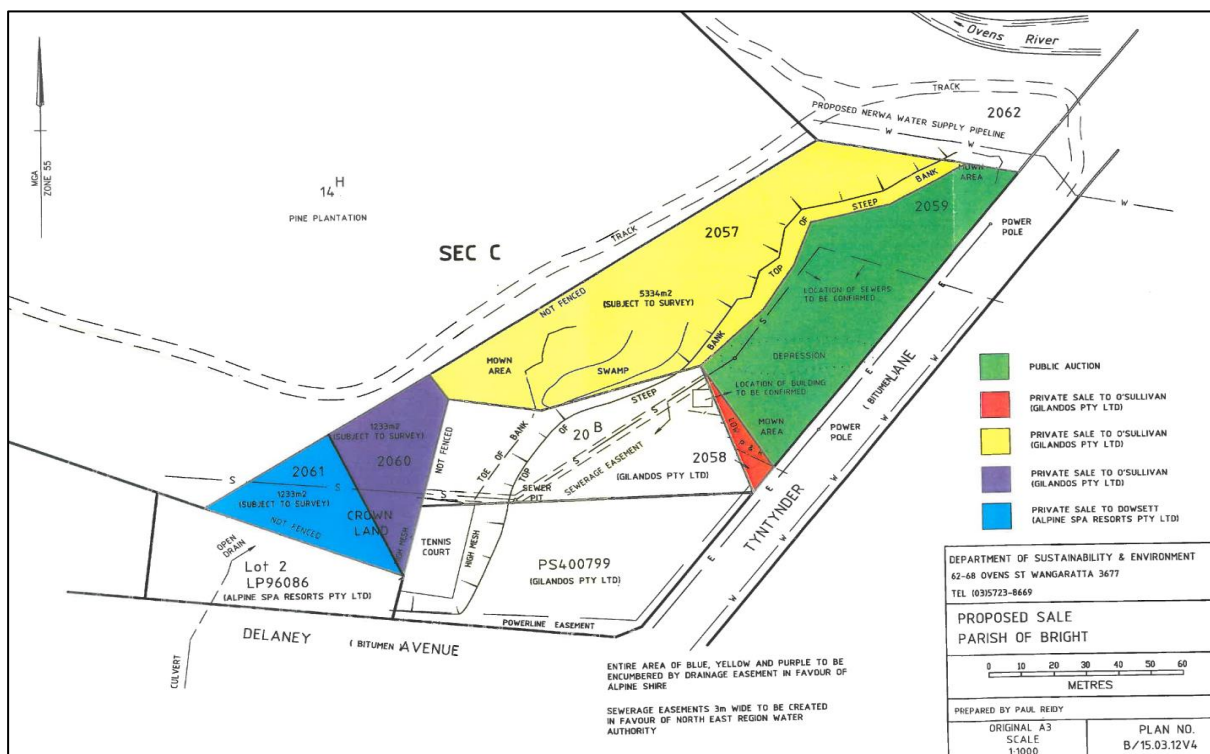 Ovens River
TRACK
2062
PROPOSED NERWA WATER SUPPLY PIPELINE
W
W
W
W
MGA
ZONE 55
14 H
PINE PLANTATION
SEC C
TRACK
MOWN
AREA
2059
BANK
STEEP
OF
TOP
BANK
2057
5334m2
(SUBJECT TO SURVEY)
NOT FENCED
POWER
POLE
LOCATION OF SEWERS
TO BE CONFIRMED
S
DEPRESSION
MOWN
AREA
SWAMP
LOCATION OF BUILDING
TO BE CONFIRMED
E
E
TYNTYNDER (BITUMEN) LANE
W
W
W
W
W
MOWN
AREA
POWER
POLE
LOW
1233m2
(SUBJECT TO SURVEY)
2060
NOT FENCED
TOE OF BANK
TOP OF STEEP
20 B
S
S
SEWERAGE EASEMENT
2058
(GILANDOS PTY LTD)
SEWER
PIT
S
S
S
2061
1233m2
(SUBJECT TO SURVEY)
CROWN
LAND
NOT FENCED
HIGH MESH
TENNIS
COURT
HIGH MESH
PS400799
(GILANDOS PTY LTD)
E
E
OPEN
DRAIN
Lot 2
LP96086
(ALPINE SPA RESORTS PTY LTD)
POWERLINE EASEMENT
DELANEY (BITUMEN) AVENUE
CULVERT
PUBLIC AUCTION
PRIVATE SALE TO O'SULLIVAN
(GILANDOS PTY LTD)
PRIVATE SALE TO O'SULLIVAN
(GILANDOS PTY LTD)
PRIVATE SALE TO O'SULLIVAN
(GILANDOS PTY LTD)
PRIVATE SALE TO DOWSETT
(ALPINE SPA RESORTS PTY LTD)
ENTIRE AREA OF BLUE, YELLOW AND PURPLE TO BE
ENCUMBERED BY DRAINAGE EASEMENT IN FAVOUR OF
ALPINE SHIRE
SEWERAGE EASEMENTS 3m WIDE TO BE CREATED
IN FAVOUR OF NORTH EAST REGION WATER
AUTHORITY
DEPARTMENT OF SUSTAINABILITY & ENVIRONMENT
62-68 OVENS ST WANGARATTA 3677
TEL (03)5723-8669
PROPOSED SALE
PARISH OF BRIGHT
0 10 20 30 40 50 60
METRES
PREPARED BY PAUL REIDY
ORIGINAL A3
SCALE
1:1000
PLAN NO.
B/15.03.12V4